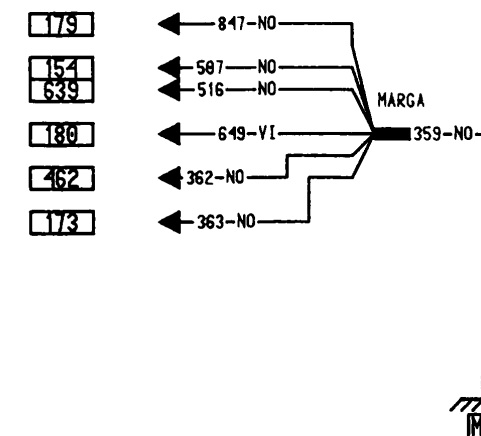 179 847-NO
154 587 NO
639 516 NO
MARGA
180 649-VI 359-NO
462 362-NO
173 363-NO
M